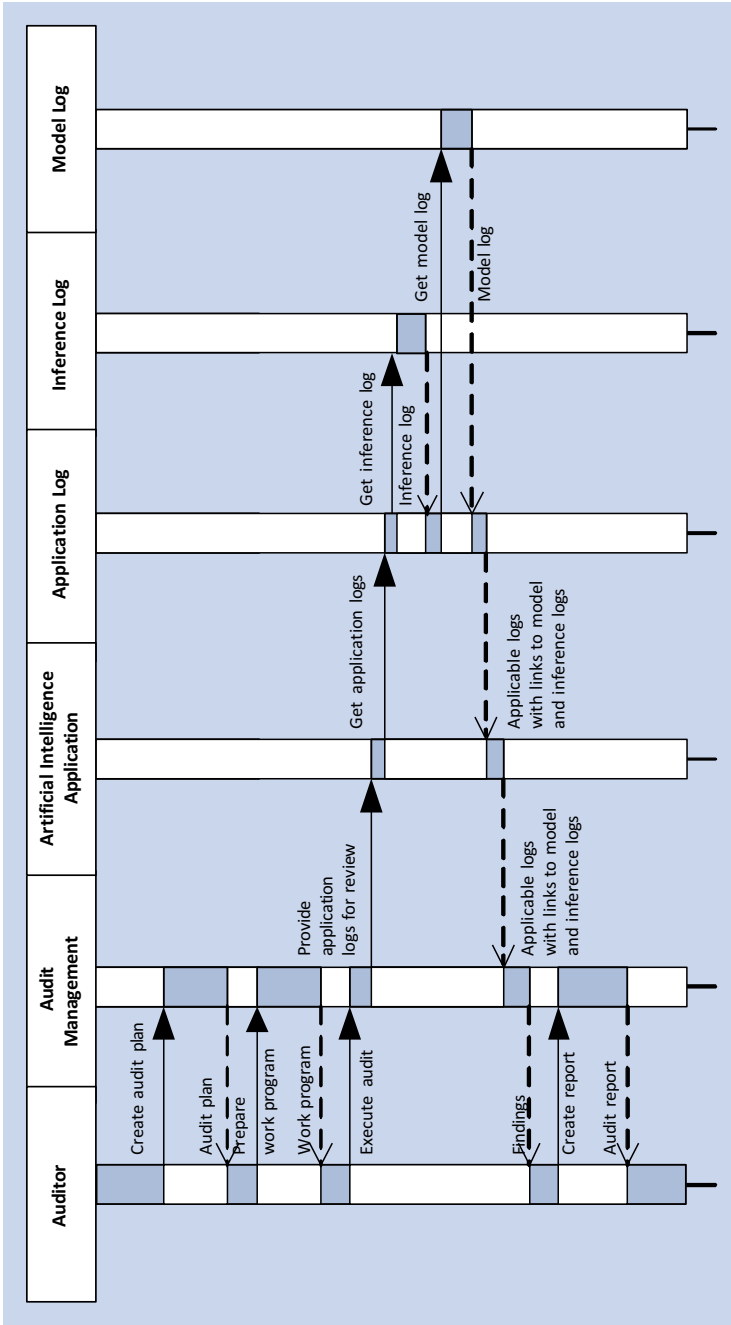 Auditor
Audit
Management
Artificial Intelligence
Application
Application Log
Inference Log
Model Log
Create audit plan
Audit plan
Prepare
work program
Work program
Execute audit
Provide
application
logs for review
Get application logs
Get inference log
Inference log
Get model log
Model log
Applicable logs
with links to model
and inference logs
Applicable logs
with links to model
and inference logs
Findings
Create report
Audit report